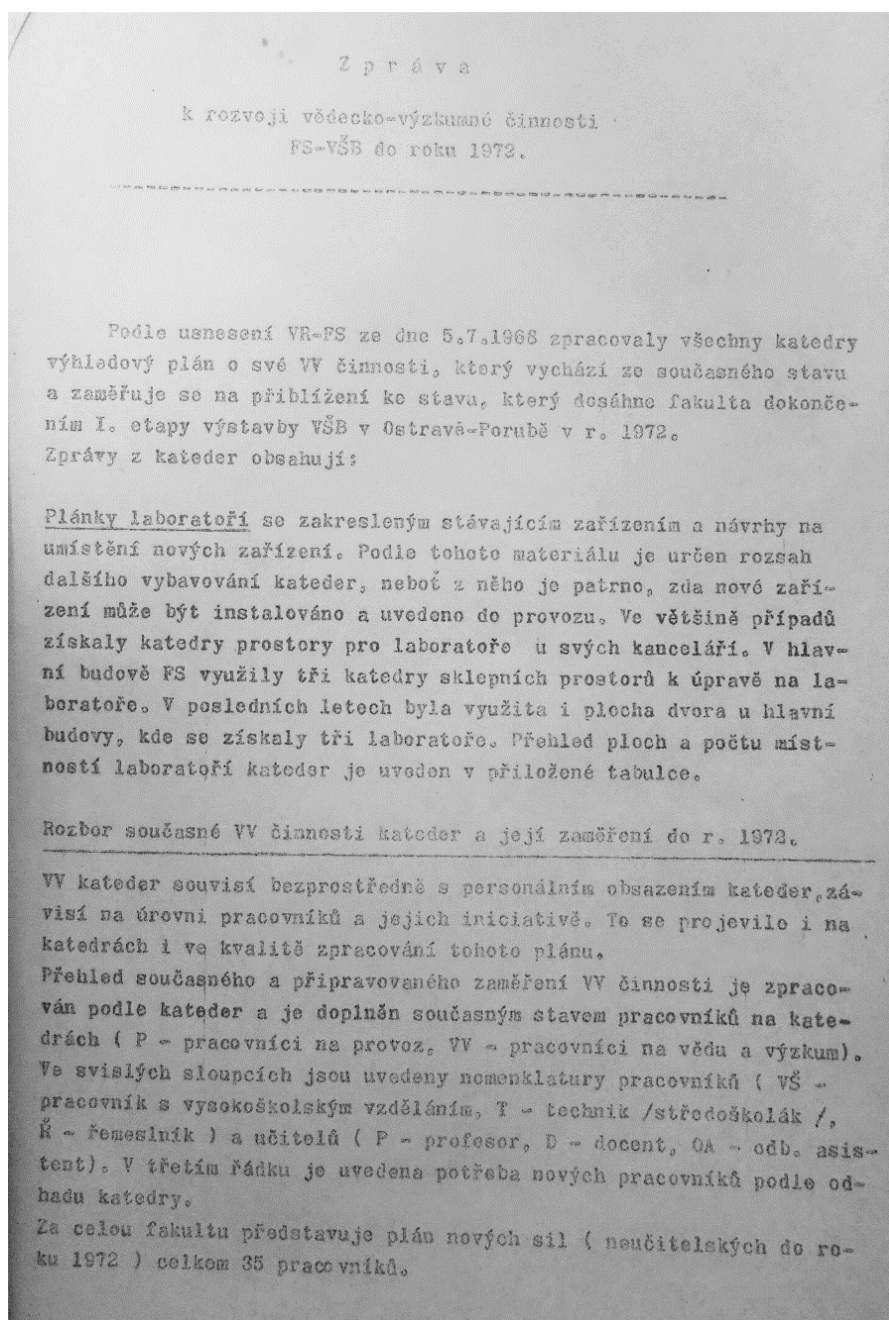 Z p r á v a
k rozvoji vědecko-výzkumné činnosti
FS-VŠB do roku 1972.
Podle usnesení VR-FS ze dne 5.7.1968 zpracovaly všechny katedry
výhledový plán o své VV činnosti, který vychází ze současného stavu
a zaměřuje se na přiblížení ke stavu, který dosáhne fakulta dokonče-
ním I. etapy výstavby VŠB v Ostravě-Porubě v r. 1972.
Zprávy z kateder obsahují:
Plánky laboratoří se zakresleným stávajícím zařízením a návrhy na
umístění nových zařízení. Podle tohoto materiálu je určen rozsah
dalšího vybavování kateder, neboť z něho je patrno, zda nové zaří-
zení může být instalováno a uvedeno do provozu. Ve většině případů
získaly katedry prostory pro laboratoře u svých kanceláří. V hlav-
ní budově FS využily tři katedry sklepních prostorů k úpravě na la-
boratoře. V posledních letech byla využita i plocha dvora u hlavní
budovy, kde se získaly tři laboratoře. Přehled ploch a počtu míst-
ností laboratoří kateder je uveden v přiložené tabulce.
Rozbor současné VV činnosti kateder a její zaměření do r. 1972.
VV kateder souvisí bezprostředně s personálním obsazením kateder,zá-
visí na úrovni pracovníků a jejich iniciativě. To se projevilo i na
katedrách i ve kvalitě zpracování tohoto plánu.
Přehled současného a připravovaného zaměření VV činnosti je zpraco-
ván podle kateder a je doplněn současným stavem pracovníků na kate-
drách ( P - pracovníci na provoz, VV - pracovníci na vědu a výzkum).
Ve svislých sloupcích jsou uvedeny nomenklatury pracovníků ( VŠ -
pracovník s vysokoškolským vzděláním, T - technik /středoškolák /,
Ř - řemeslník ) a učitelů ( P - profesor, D - docent, OA - odb. asis-
tent). V třetím řádku je uvedena potřeba nových pracovníků podle od-
hadu katedry.
Za celou fakultu představuje plán nových sil ( neučitelských do ro-
ku 1972 ) celkem 35 pracovníků.